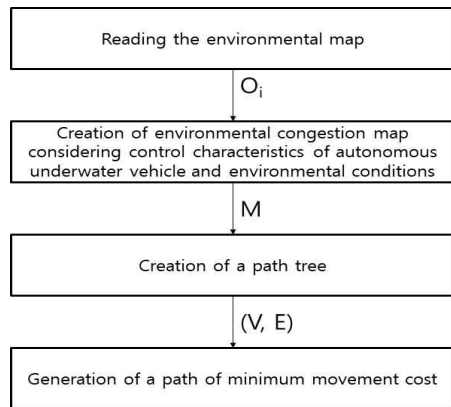 Reading the environmental map
Oi
Creation of environmental congestion map
considering control characteristics of autonomous
underwater vehicle and environmental conditions
M
Creation of a path tree
(V, E)
Generation of a path of minimum movement cost